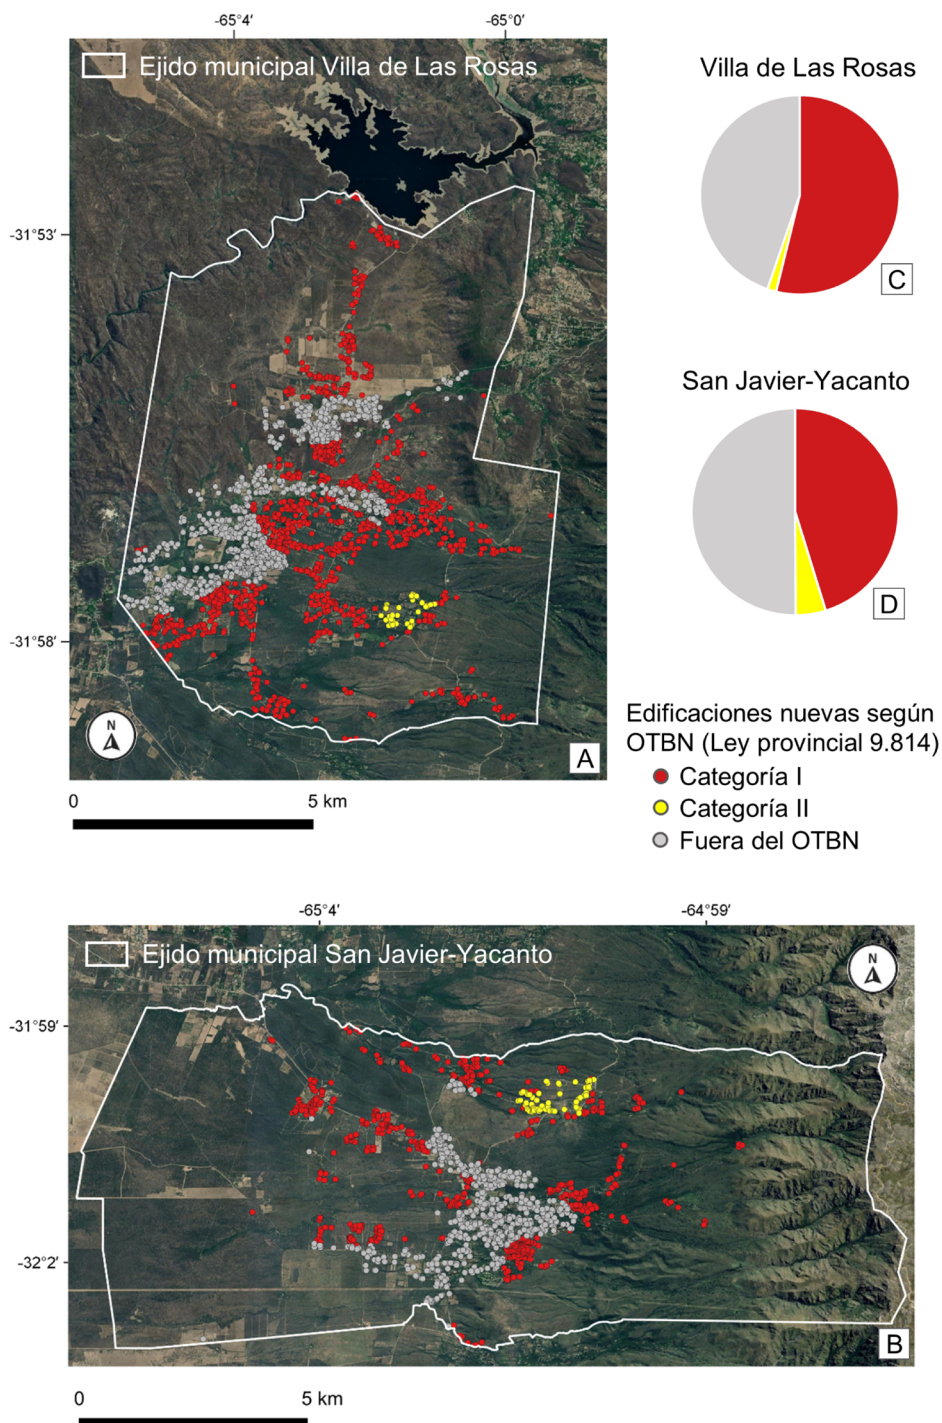 -65°4′
-65°0′
Ejido municipal Villa de Las Rosas
-31°53′
-31°58′
N
A
0
5 km
Villa de Las Rosas
C
San Javier-Yacanto
D
Edificaciones nuevas según
OTBN (Ley provincial 9.814)
Categoría I
Categoría II
Fuera del OTBN
-65°4′
-64°59′
Ejido municipal San Javier-Yacanto
N
-31°59′
-32°2′
B
0
5 km